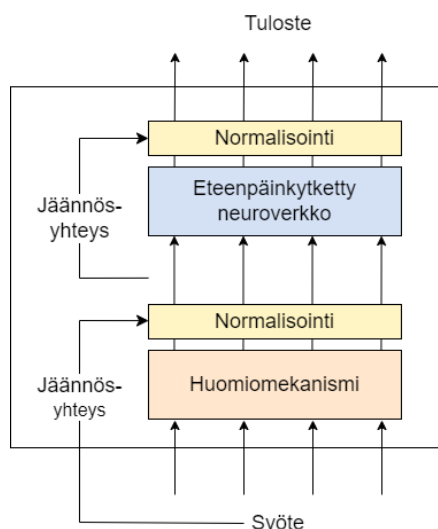 Tuloste
Normalisointi
Eteenpäinkytketty
neuroverkko
Jäännös-
yhteys
Normalisointi
Huomiomekanismi
Jäännös-
yhteys
Syöte